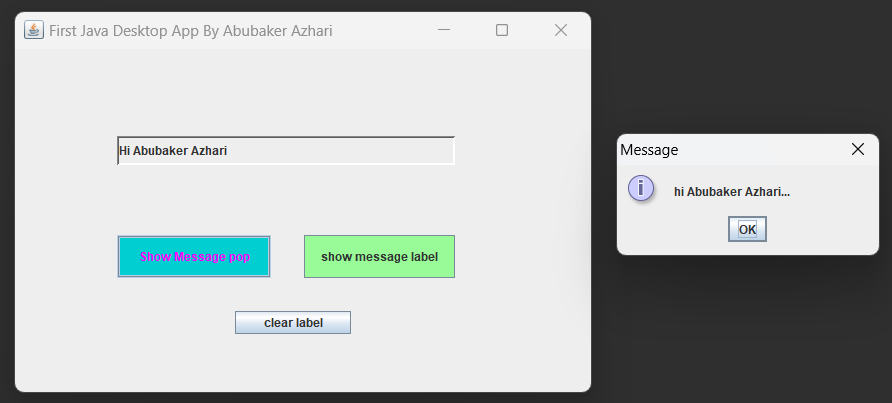 First Java Desktop App By Abubaker Azhari
Hi Abubaker Azhari
Show Message pop
show message label
clear label
Message
i
hi Abubaker Azhari...
OK